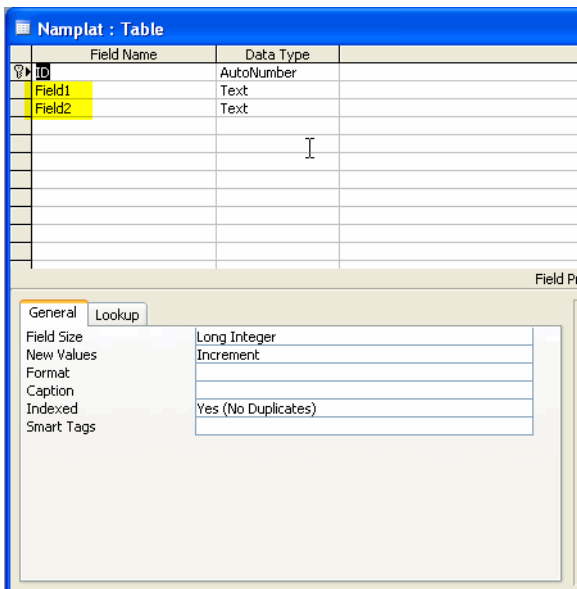 Namplat : Table
Field Name Data Type
ID AutoNumber
Field1 Text
Field2 Text
Field Pr
General Lookup
Field Size Long Integer
New Values Increment
Format
Caption
Indexed Yes (No Duplicates)
Smart Tags